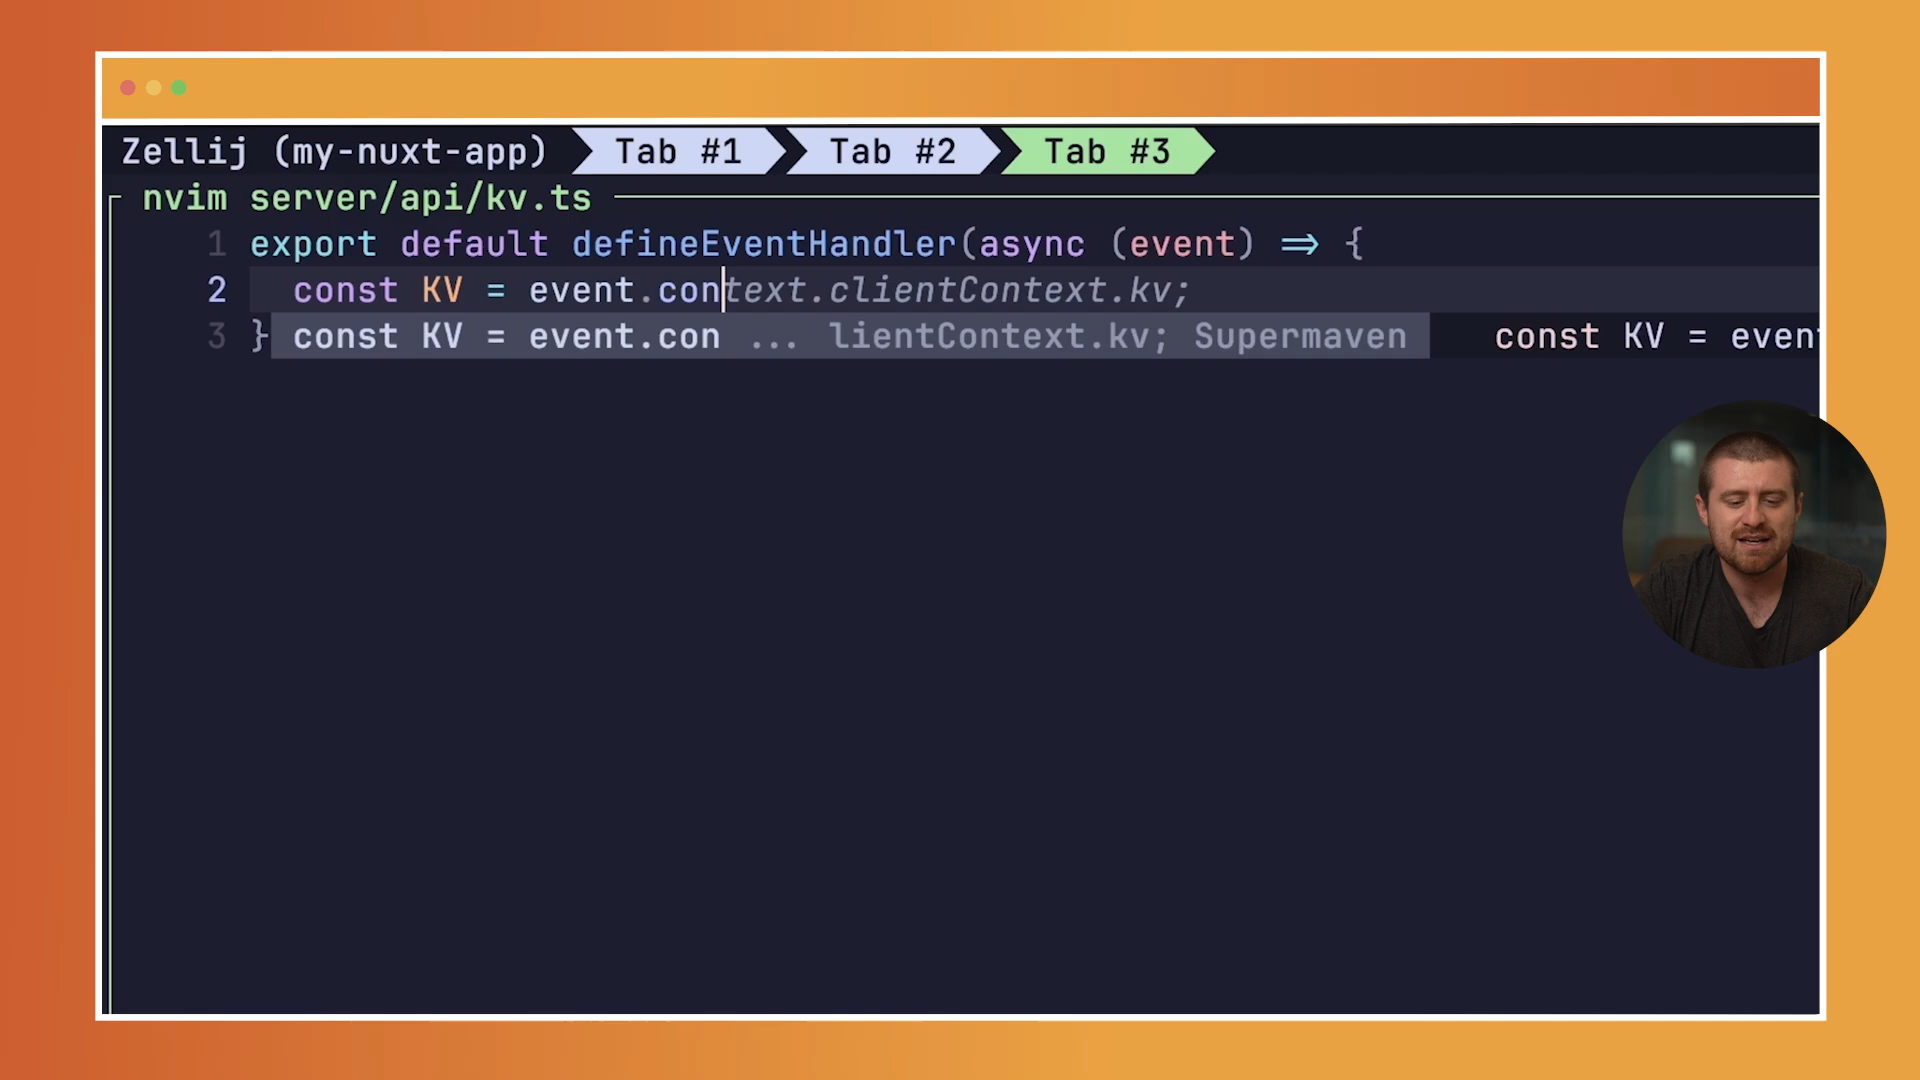 Zellij (my-nuxt-app) Tab #1 Tab #2 Tab #3
nvim server/api/kv.ts
1 export default defineEventHandler(async (event) => {
2 const KV = event.context.clientContext.kv;
3 } const KV = event.con ... lientContext.kv; Supermaven const KV = even